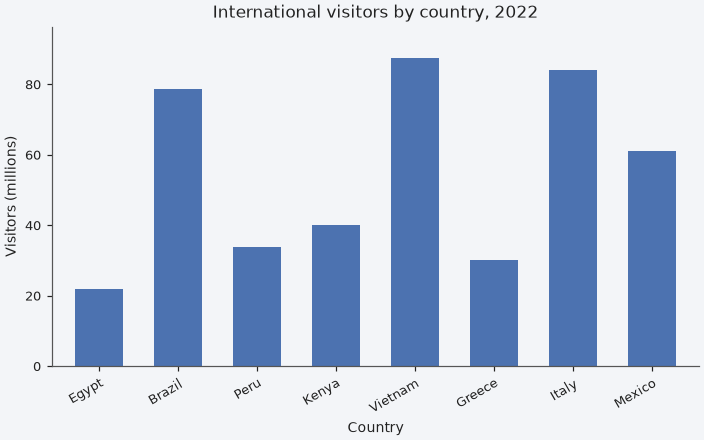 International visitors by country, 2022
Visitors (millions)
80
60
40
20
0
Egypt
Brazil
Peru
Kenya
Vietnam
Greece
Italy
Mexico
Country